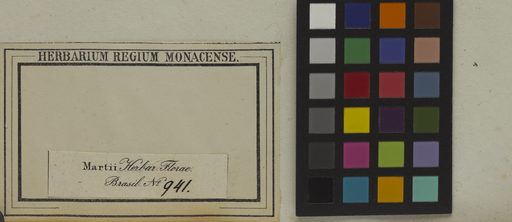 HERBARIUM REGIUM MONACENSE.
Martii Herbar. Florae
Brasil. No 941.